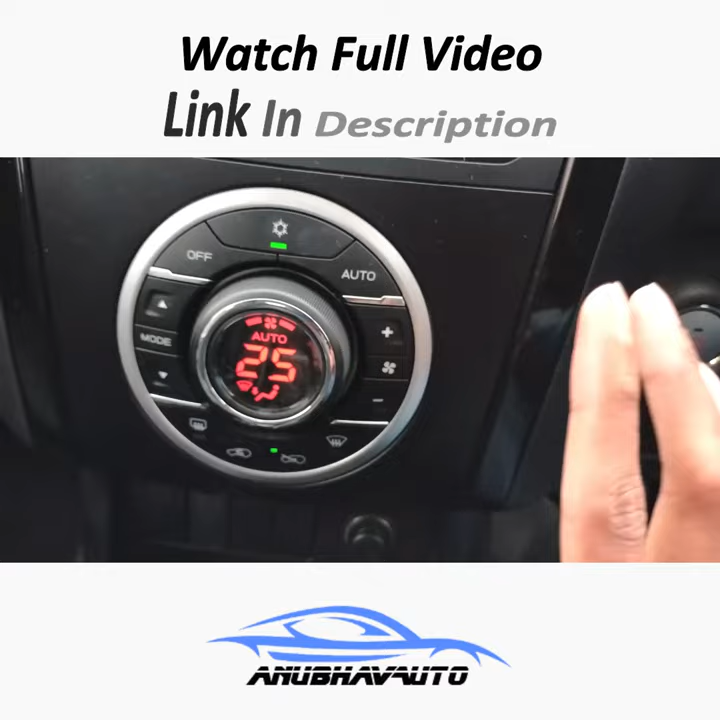 Watch Full Video
Link In Description
OFF
AUTO
MODE
AUTO
25
+
-
ANUBHAVAUTO